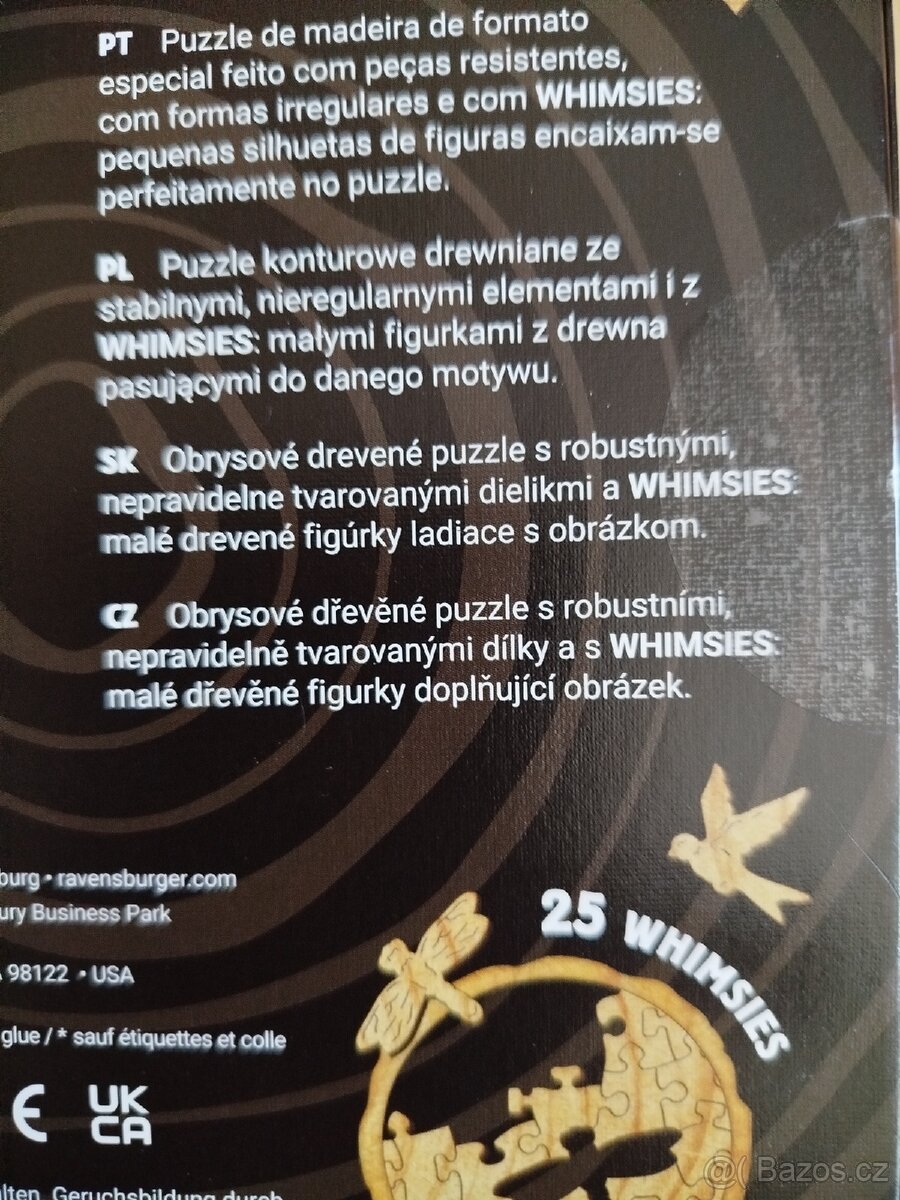 PT Puzzle de madeira de formato
especial feito com peças resistentes,
com formas irregulares e com WHIMSIES:
pequenas silhuetas de figuras encaixam-se
perfeitamente no puzzle.
PL Puzzle konturowe drewniane ze
stabilnymi, nieregularnymi elementami i z
WHIMSIES: małymi figurkami z drewna
pasującymi do danego motywu.
SK Obrysové drevené puzzle s robustnými,
nepravidelne tvarovanými dielikmi a WHIMSIES:
malé drevené figúrky ladiace s obrázkom.
CZ Obrysové dřevěné puzzle s robustními,
nepravidelně tvarovanými dílky a s WHIMSIES:
malé dřevěné figurky doplňující obrázek.
burg • ravensburger.com
ury Business Park
98122 • USA
glue / * sauf étiquettes et colle
25 WHIMSIES
CE UK
CA
lten. Geruchsbildung durch
@( Bazos.cz